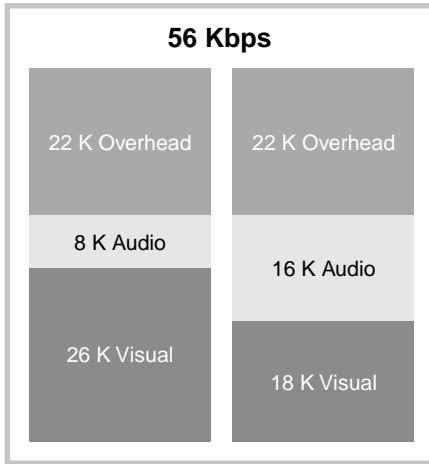 56 Kbps
22 K Overhead
8 K Audio
26 K Visual
22 K Overhead
16 K Audio
18 K Visual